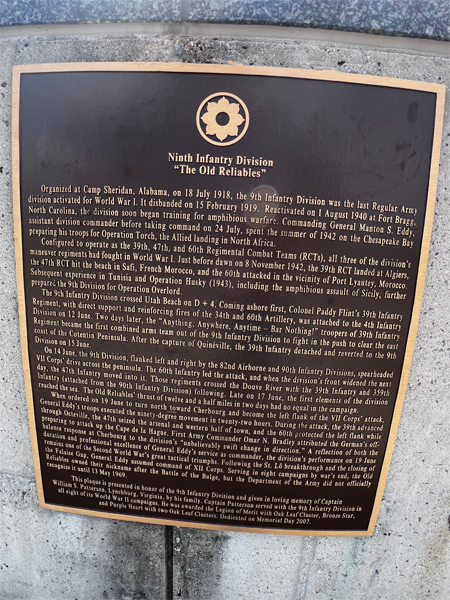 Ninth Infantry Division
"The Old Reliables"
Organized at Camp Sheridan, Alabama, on 18 July 1918, the 9th Infantry Division was the last Regular Army
division activated for World War I. It disbanded on 15 February 1919. Reactivated on 1 August 1940 at Fort Bragg,
North Carolina, the division soon began training for amphibious warfare. Commanding General Manton S. Eddy,
assistant division commander before taking command on 24 July, spent the summer of 1942 on the Chesapeake Bay
preparing his troops for Operation Torch, the Allied landing in North Africa.
Configured to operate as the 39th, 47th, and 60th Regimental Combat Teams (RCTs), all three of the division's
maneuver regiments had fought in World War I. Just before dawn on 8 November 1942, the 39th RCT landed at Algiers,
the 47th RCT hit the beach in Safi, French Morocco, and the 60th attacked in the vicinity of Port Lyautey, Morocco.
Subsequent experience in Tunisia and Operation Husky (1943), including the amphibious assault of Sicily, further
prepared the 9th Division for Operation Overlord.
The 9th Infantry Division crossed Utah Beach on D + 4. Coming ashore first, Colonel Paddy Flint's 39th Infantry
Regiment, with direct support and reinforcing fires of the 34th and 60th Artillery, was attached to the 4th Infantry
Division on 12 June. Two days later, the "Anything, Anywhere, Anytime – Bar Nothing!" troopers of 39th Infantry
Regiment became the first combined arms team out of the 9th Infantry Division to fight in the push to clear the east
coast of the Cotentin Peninsula. After the capture of Quinéville, the 39th Infantry detached and reverted to the 9th
Division on 15 June.
On 14 June, the 9th Division, flanked left and right by the 82nd Airborne and 90th Infantry Divisions, spearheaded
VII Corps' drive across the peninsula. The 60th Infantry led the attack, and when the division's front widened the next
day, the 47th Infantry moved into it. Those regiments crossed the Douve River with the 39th Infantry and 359th
Infantry (attached from the 90th Infantry Division) following. Late on 17 June, the first elements of the division
reached the sea. The Old Reliables' thrust of twelve and a half miles in two days had no equal in the campaign.
When ordered on 19 June to turn north toward Cherbourg and become the left flank of the VII Corps' attack,
General Eddy's troops executed the ninety-degree movement in twenty-two hours. During the attack, the 39th advanced
through Octeville, the 47th seized the arsenal and western half of town, and the 60th protected the left flank while
preparing to attack up the Cape de la Hague. First Army Commander Omar N. Bradley attributed the German's off-
balance response at Cherbourg to the division's "unbelievably swift change in direction." A reflection of both the
duration and professional excellence of General Eddy's service as commander, the division's performance on 19 June
remains one of the Second World War's great tactical triumphs. Following the St. Lô breakthrough and the closing of
the Falaise Gap, General Eddy assumed command of XII Corps. Serving in eight campaigns by war's end, the Old
Reliables owned their nickname after the Battle of the Bulge, but the Department of the Army did not officially
recognize it until 13 May 1969
This plaque is presented in honor of the 9th Infantry Division and given in loving memory of Captain
William S. Patterson, Lynchburg, Virginia, by his family. Captain Patterson served with the 9th Infantry Division in
all eight of its World War II campaigns. He was awarded the Legion of Merit with Oak Leaf Cluster, Bronze Star,
and Purple Heart with two Oak Leaf Clusters. Dedicated on Memorial Day 2007.